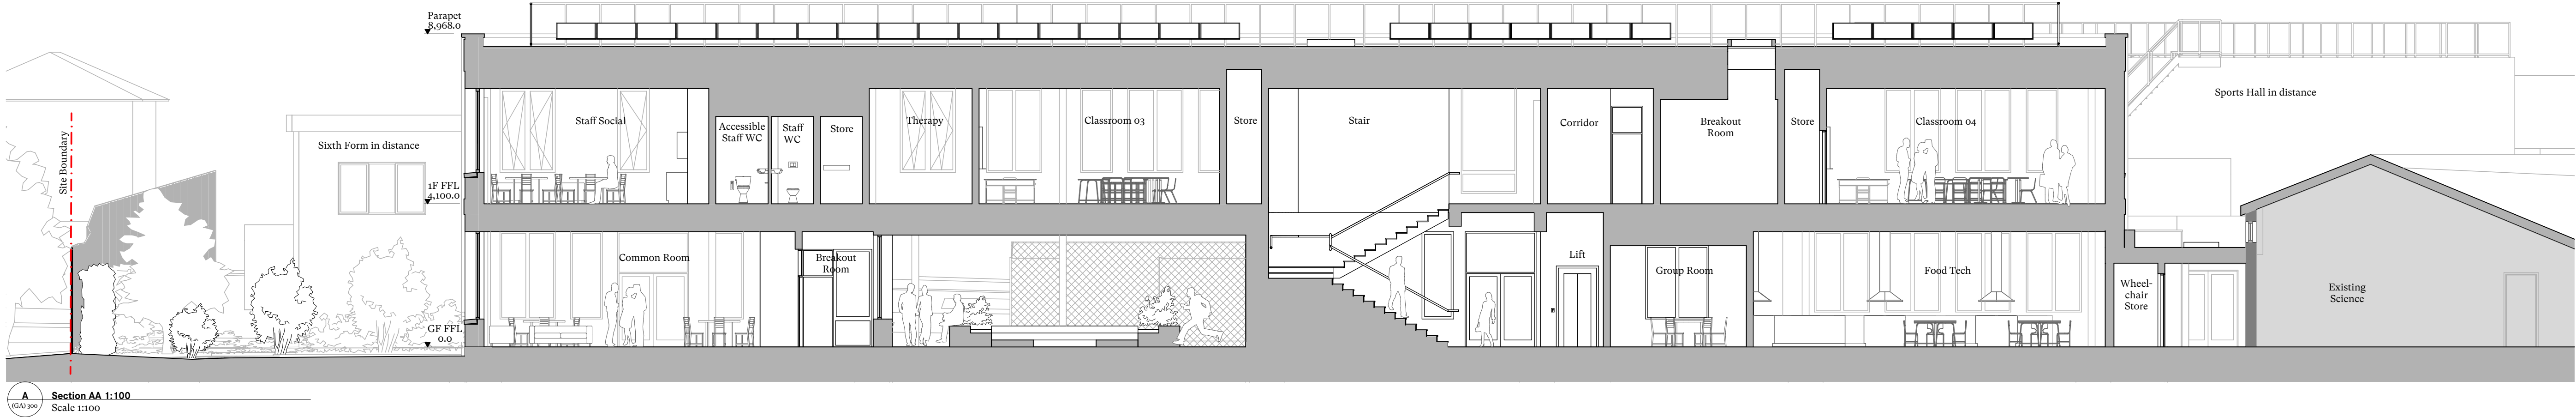 Parapet
8,968.0
Site Boundary
Sixth Form in distance
1F FFL
4,100.0
GF FFL
0.0
Staff Social
Accessible
Staff WC
Staff
WC
Store
Therapy
Classroom 03
Store
Stair
Corridor
Breakout
Room
Store
Classroom 04
Sports Hall in distance
Common Room
Breakout
Room
Lift
Group Room
Food Tech
Wheel-
chair
Store
Existing
Science
A
(GA) 300
Section AA 1:100
Scale 1:100